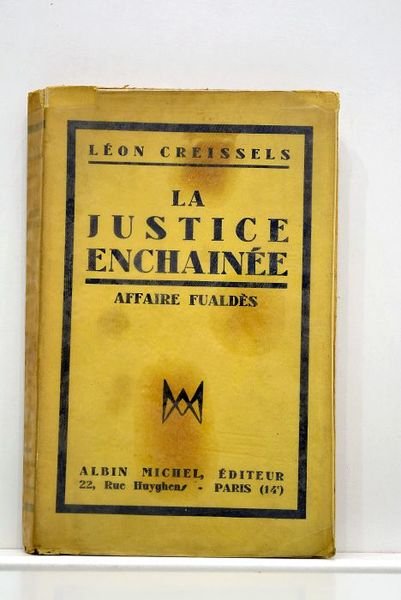 LÉON CREISSELS
LA
JUSTICE
ENCHAINÉE
AFFAIRE FUALDÈS
ALBIN MICHEL, ÉDITEUR
22, Rue Huyghens - PARIS (14ᵉ)